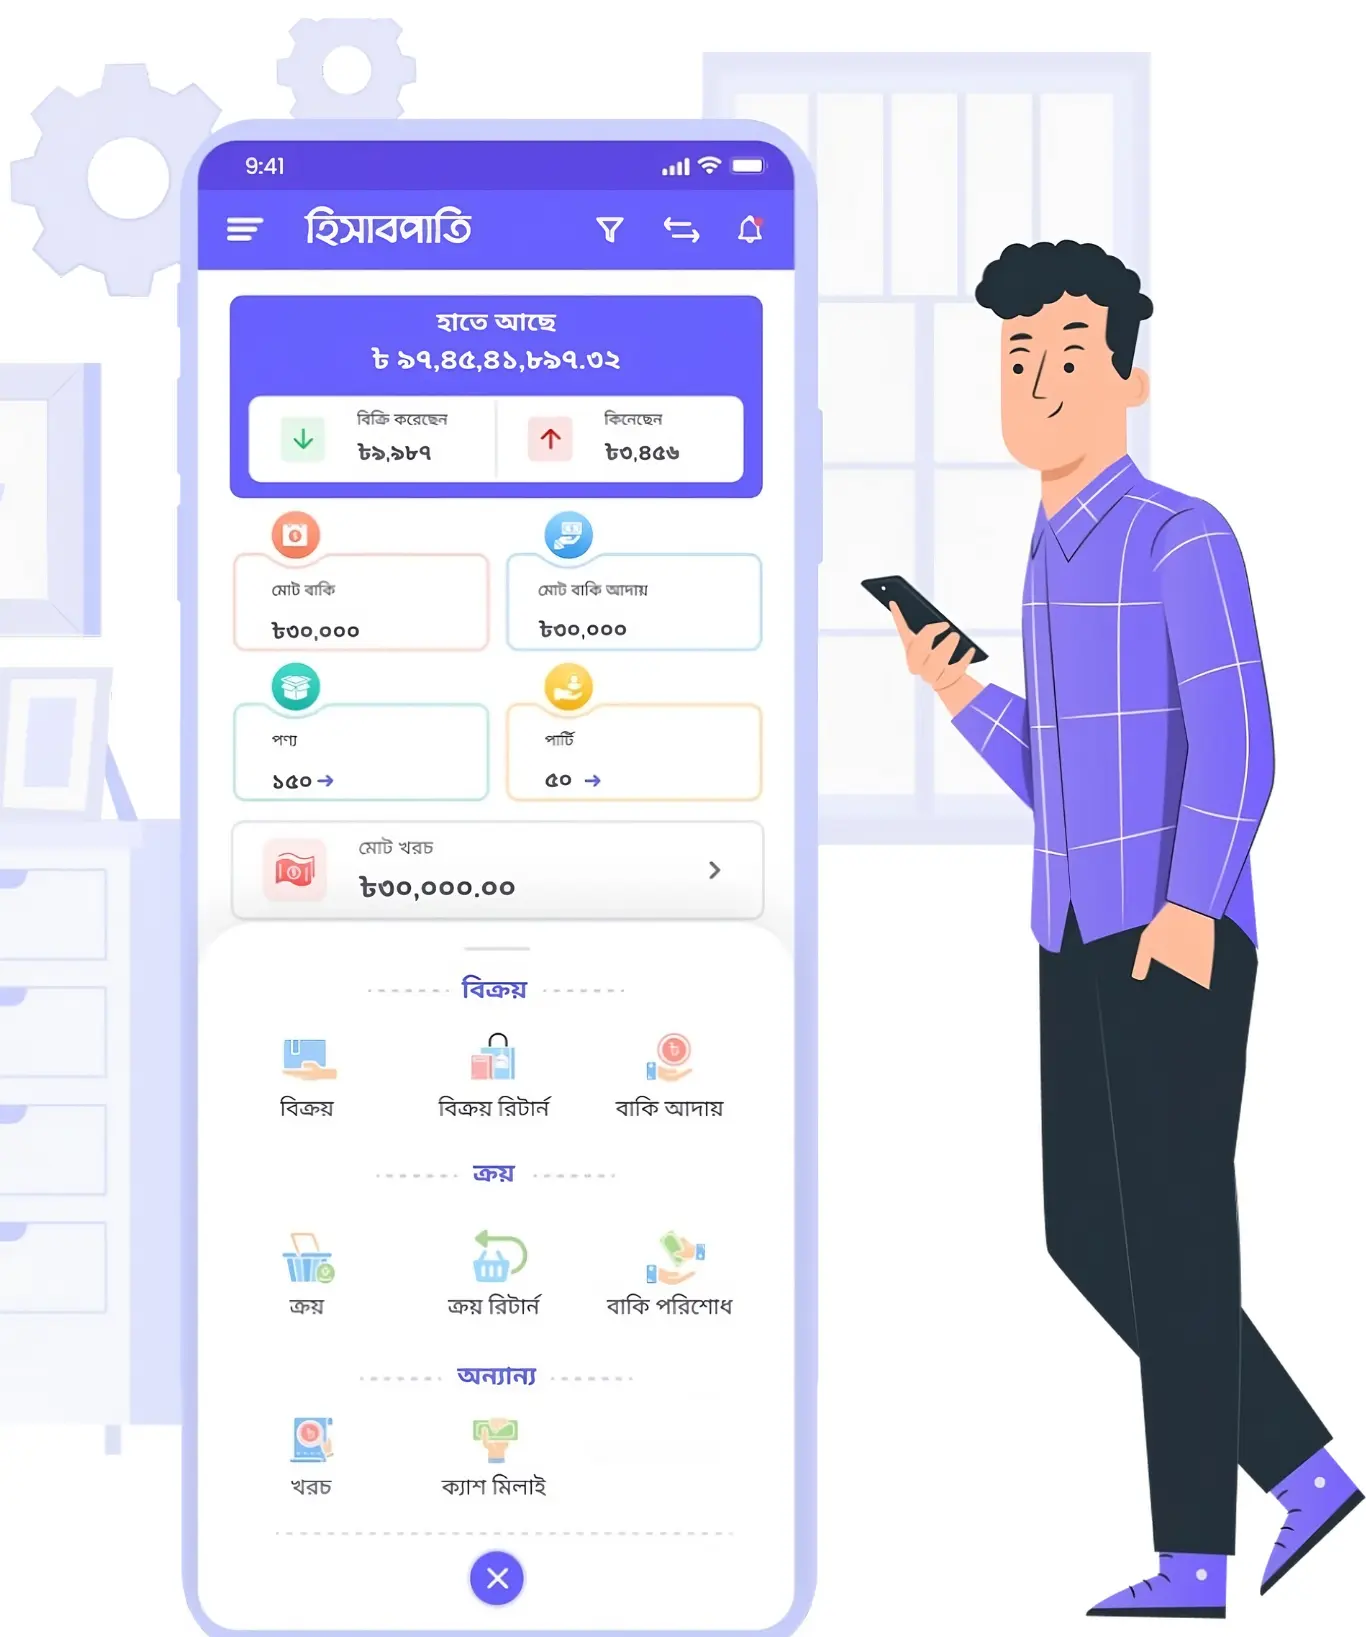 9:41
হিসাবপাতি
হাতে আছে
৳ ৯৭,৪৫,৪১,৮৯৭.৩২
বিক্রি করেছেন
৳৯,৯৮৭
কিনেছেন
৳৩,৪৫৬
মোট বাকি
৳৩০,০০০
মোট বাকি আদায়
৳৩০,০০০
পণ্য
১৫০
পার্টি
৫০
মোট খরচ
৳৩০,০০০.০০
বিক্রয়
বিক্রয়
বিক্রয় রিটার্ন
বাকি আদায়
ক্রয়
ক্রয়
ক্রয় রিটার্ন
বাকি পরিশোধ
অন্যান্য
খরচ
ক্যাশ মিলাই